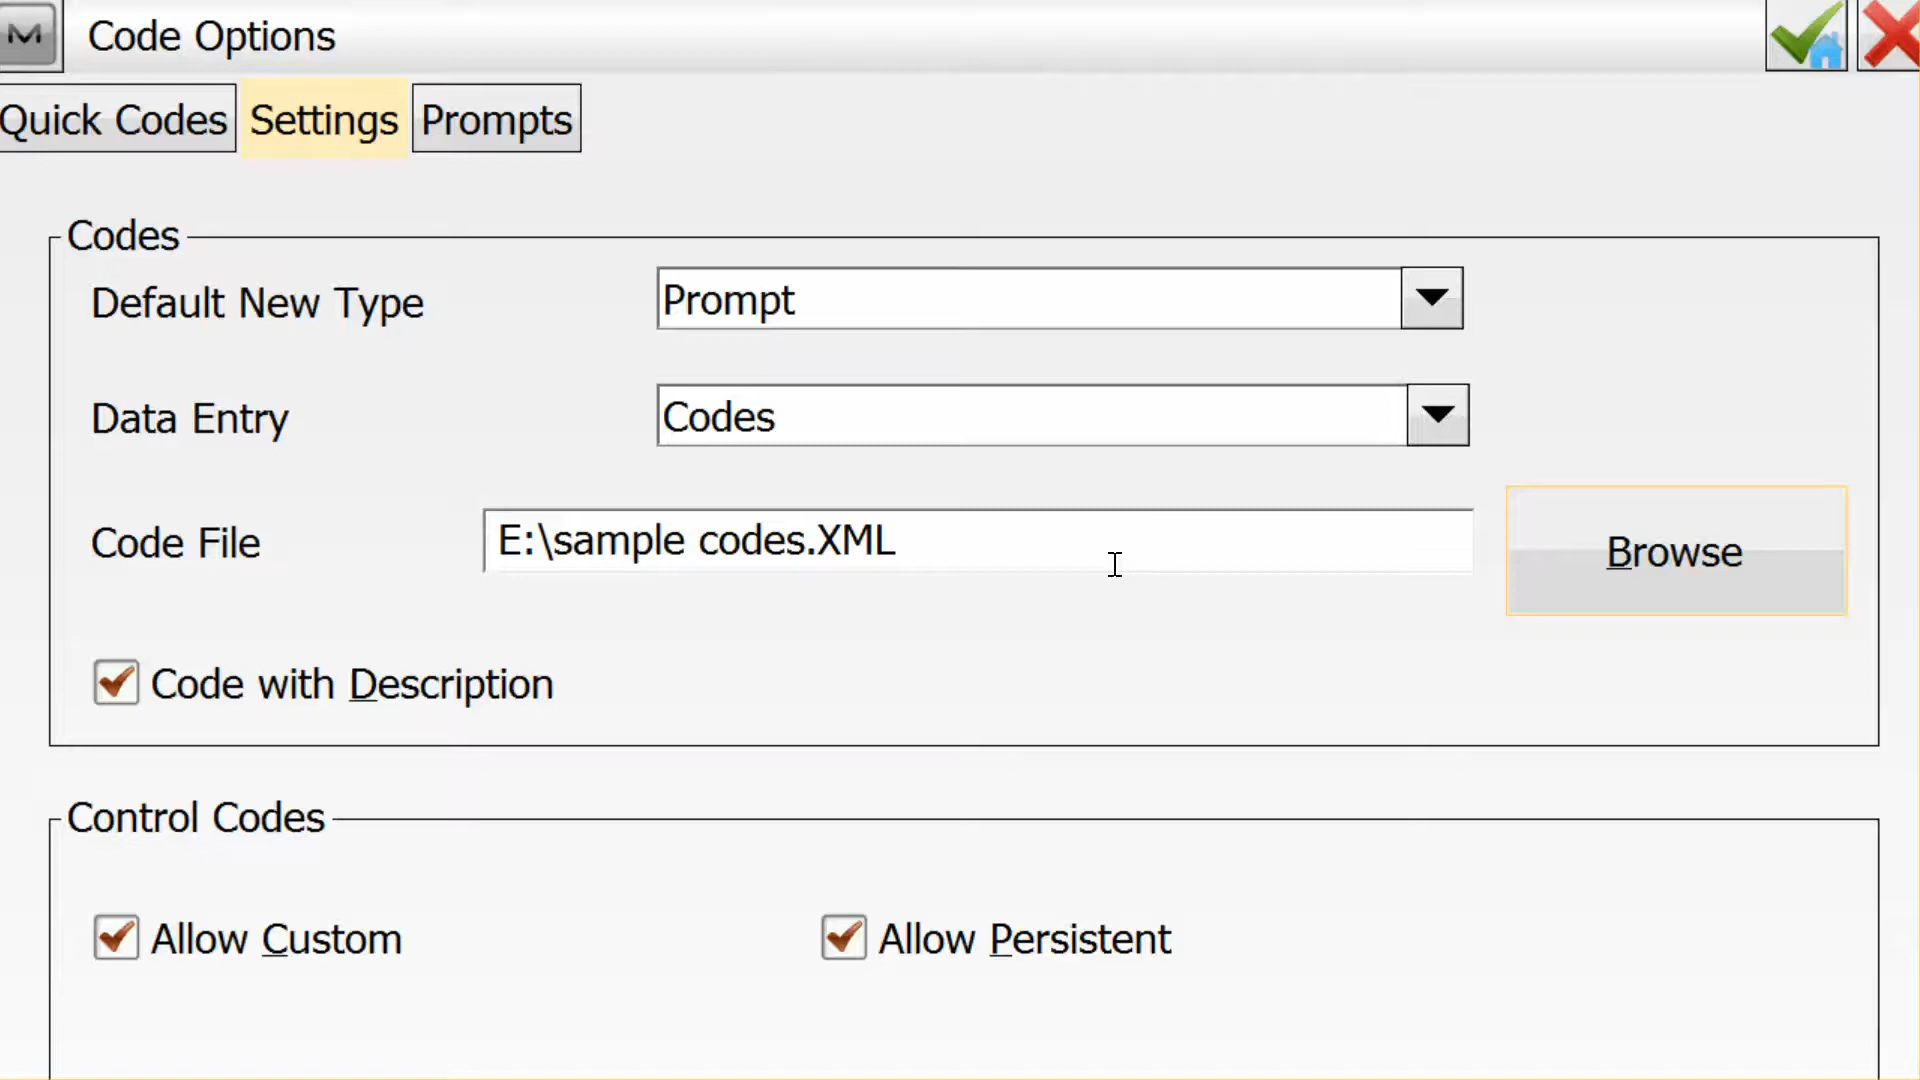 M Code Options
Quick Codes Settings Prompts
Codes
Default New Type Prompt
Data Entry Codes
Code File E:\sample codes.XML Browse
Code with Description
Control Codes
Allow Custom Allow Persistent